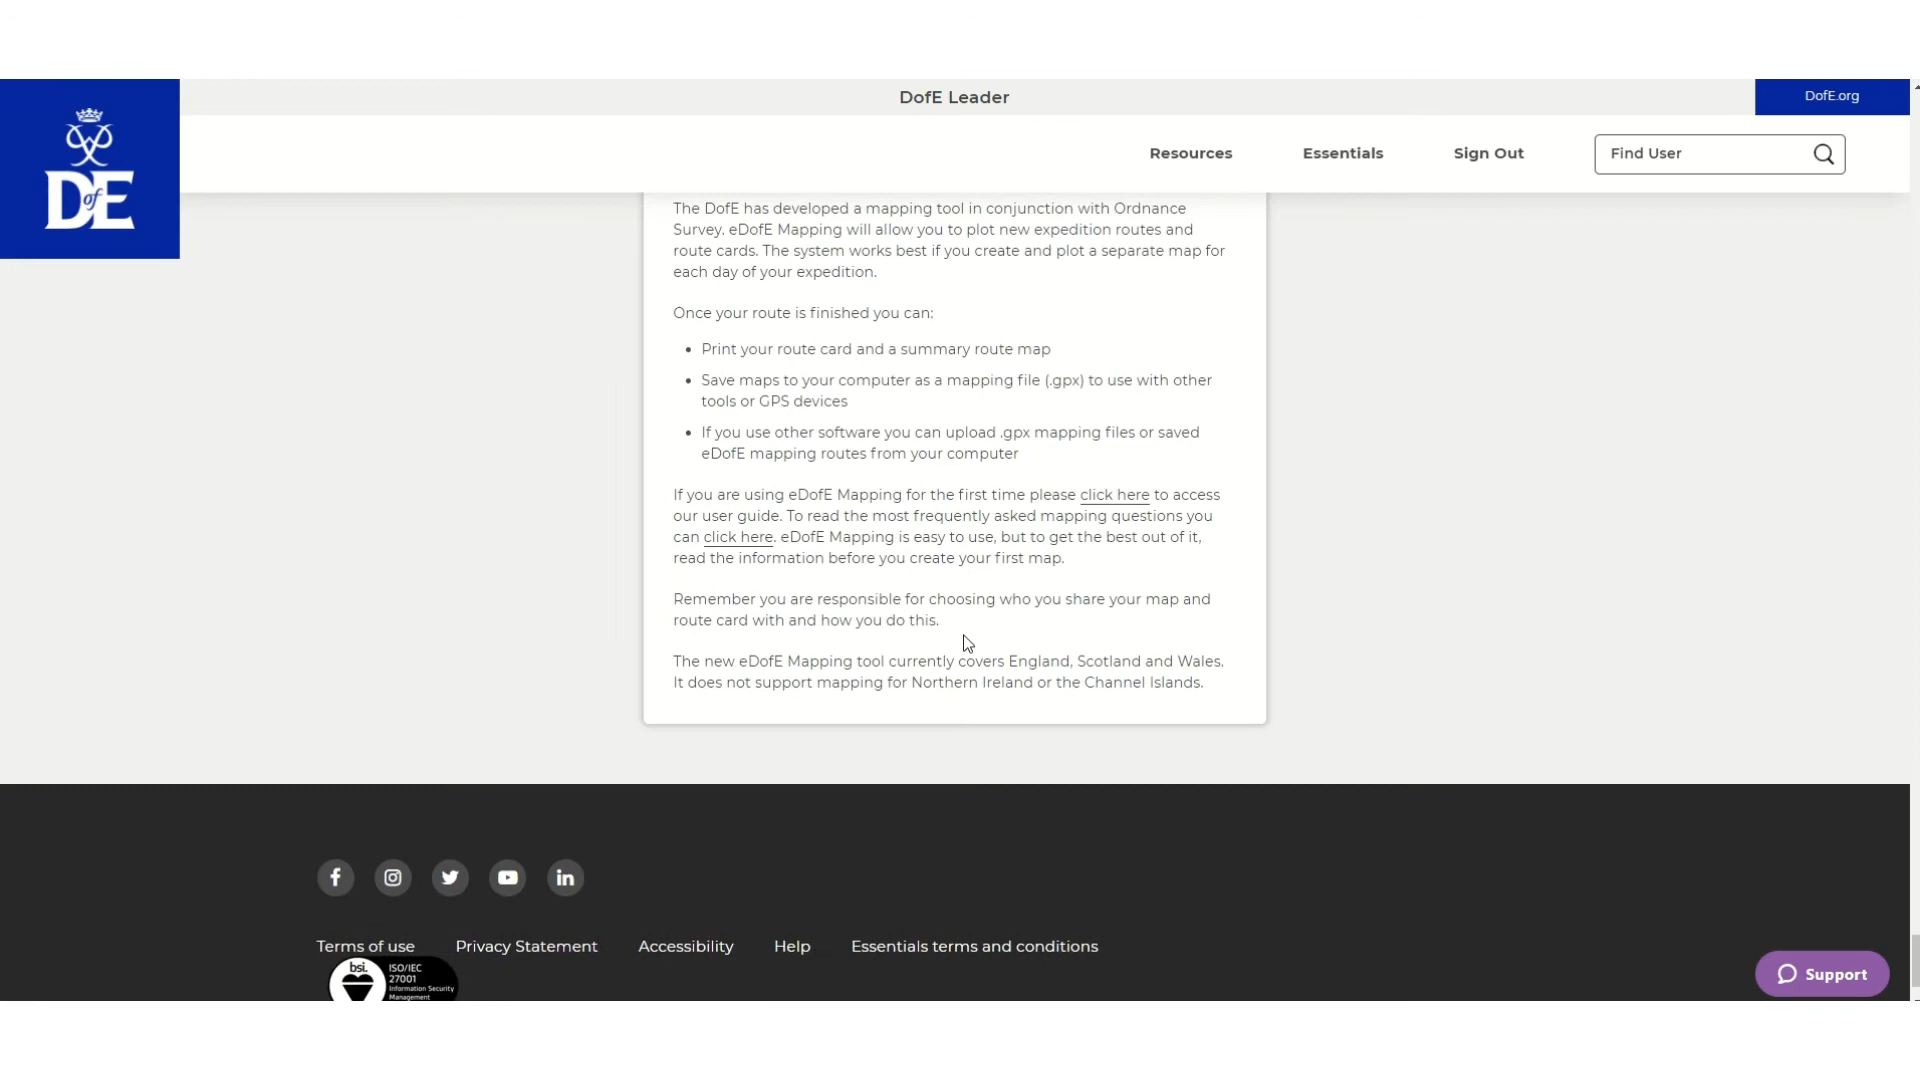 DofE Leader
DofE.org
DofE
Resources
Essentials
Sign Out
Find User
The DofE has developed a mapping tool in conjunction with Ordnance
Survey. eDofE Mapping will allow you to plot new expedition routes and
route cards. The system works best if you create and plot a separate map for
each day of your expedition.
Once your route is finished you can:
• Print your route card and a summary route map
• Save maps to your computer as a mapping file (.gpx) to use with other
tools or GPS devices
• If you use other software you can upload .gpx mapping files or saved
eDofE mapping routes from your computer
If you are using eDofE Mapping for the first time please click here to access
our user guide. To read the most frequently asked mapping questions you
can click here. eDofE Mapping is easy to use, but to get the best out of it,
read the information before you create your first map.
Remember you are responsible for choosing who you share your map and
route card with and how you do this.
The new eDofE Mapping tool currently covers England, Scotland and Wales.
It does not support mapping for Northern Ireland or the Channel Islands.
Terms of use
Privacy Statement
Accessibility
Help
Essentials terms and conditions
bsi.
ISO/IEC
27001
Information Security
Management
Support